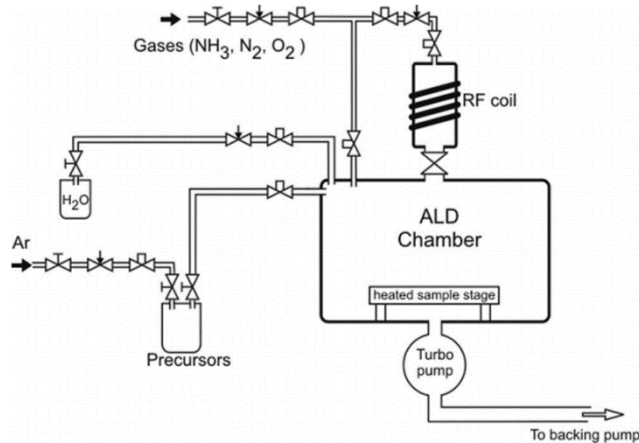 Gases (NH₃, N₂, O₂ )
RF coil
H₂O
ALD
Chamber
Ar
heated sample stage
Precursors
Turbo
pump
To backing pump